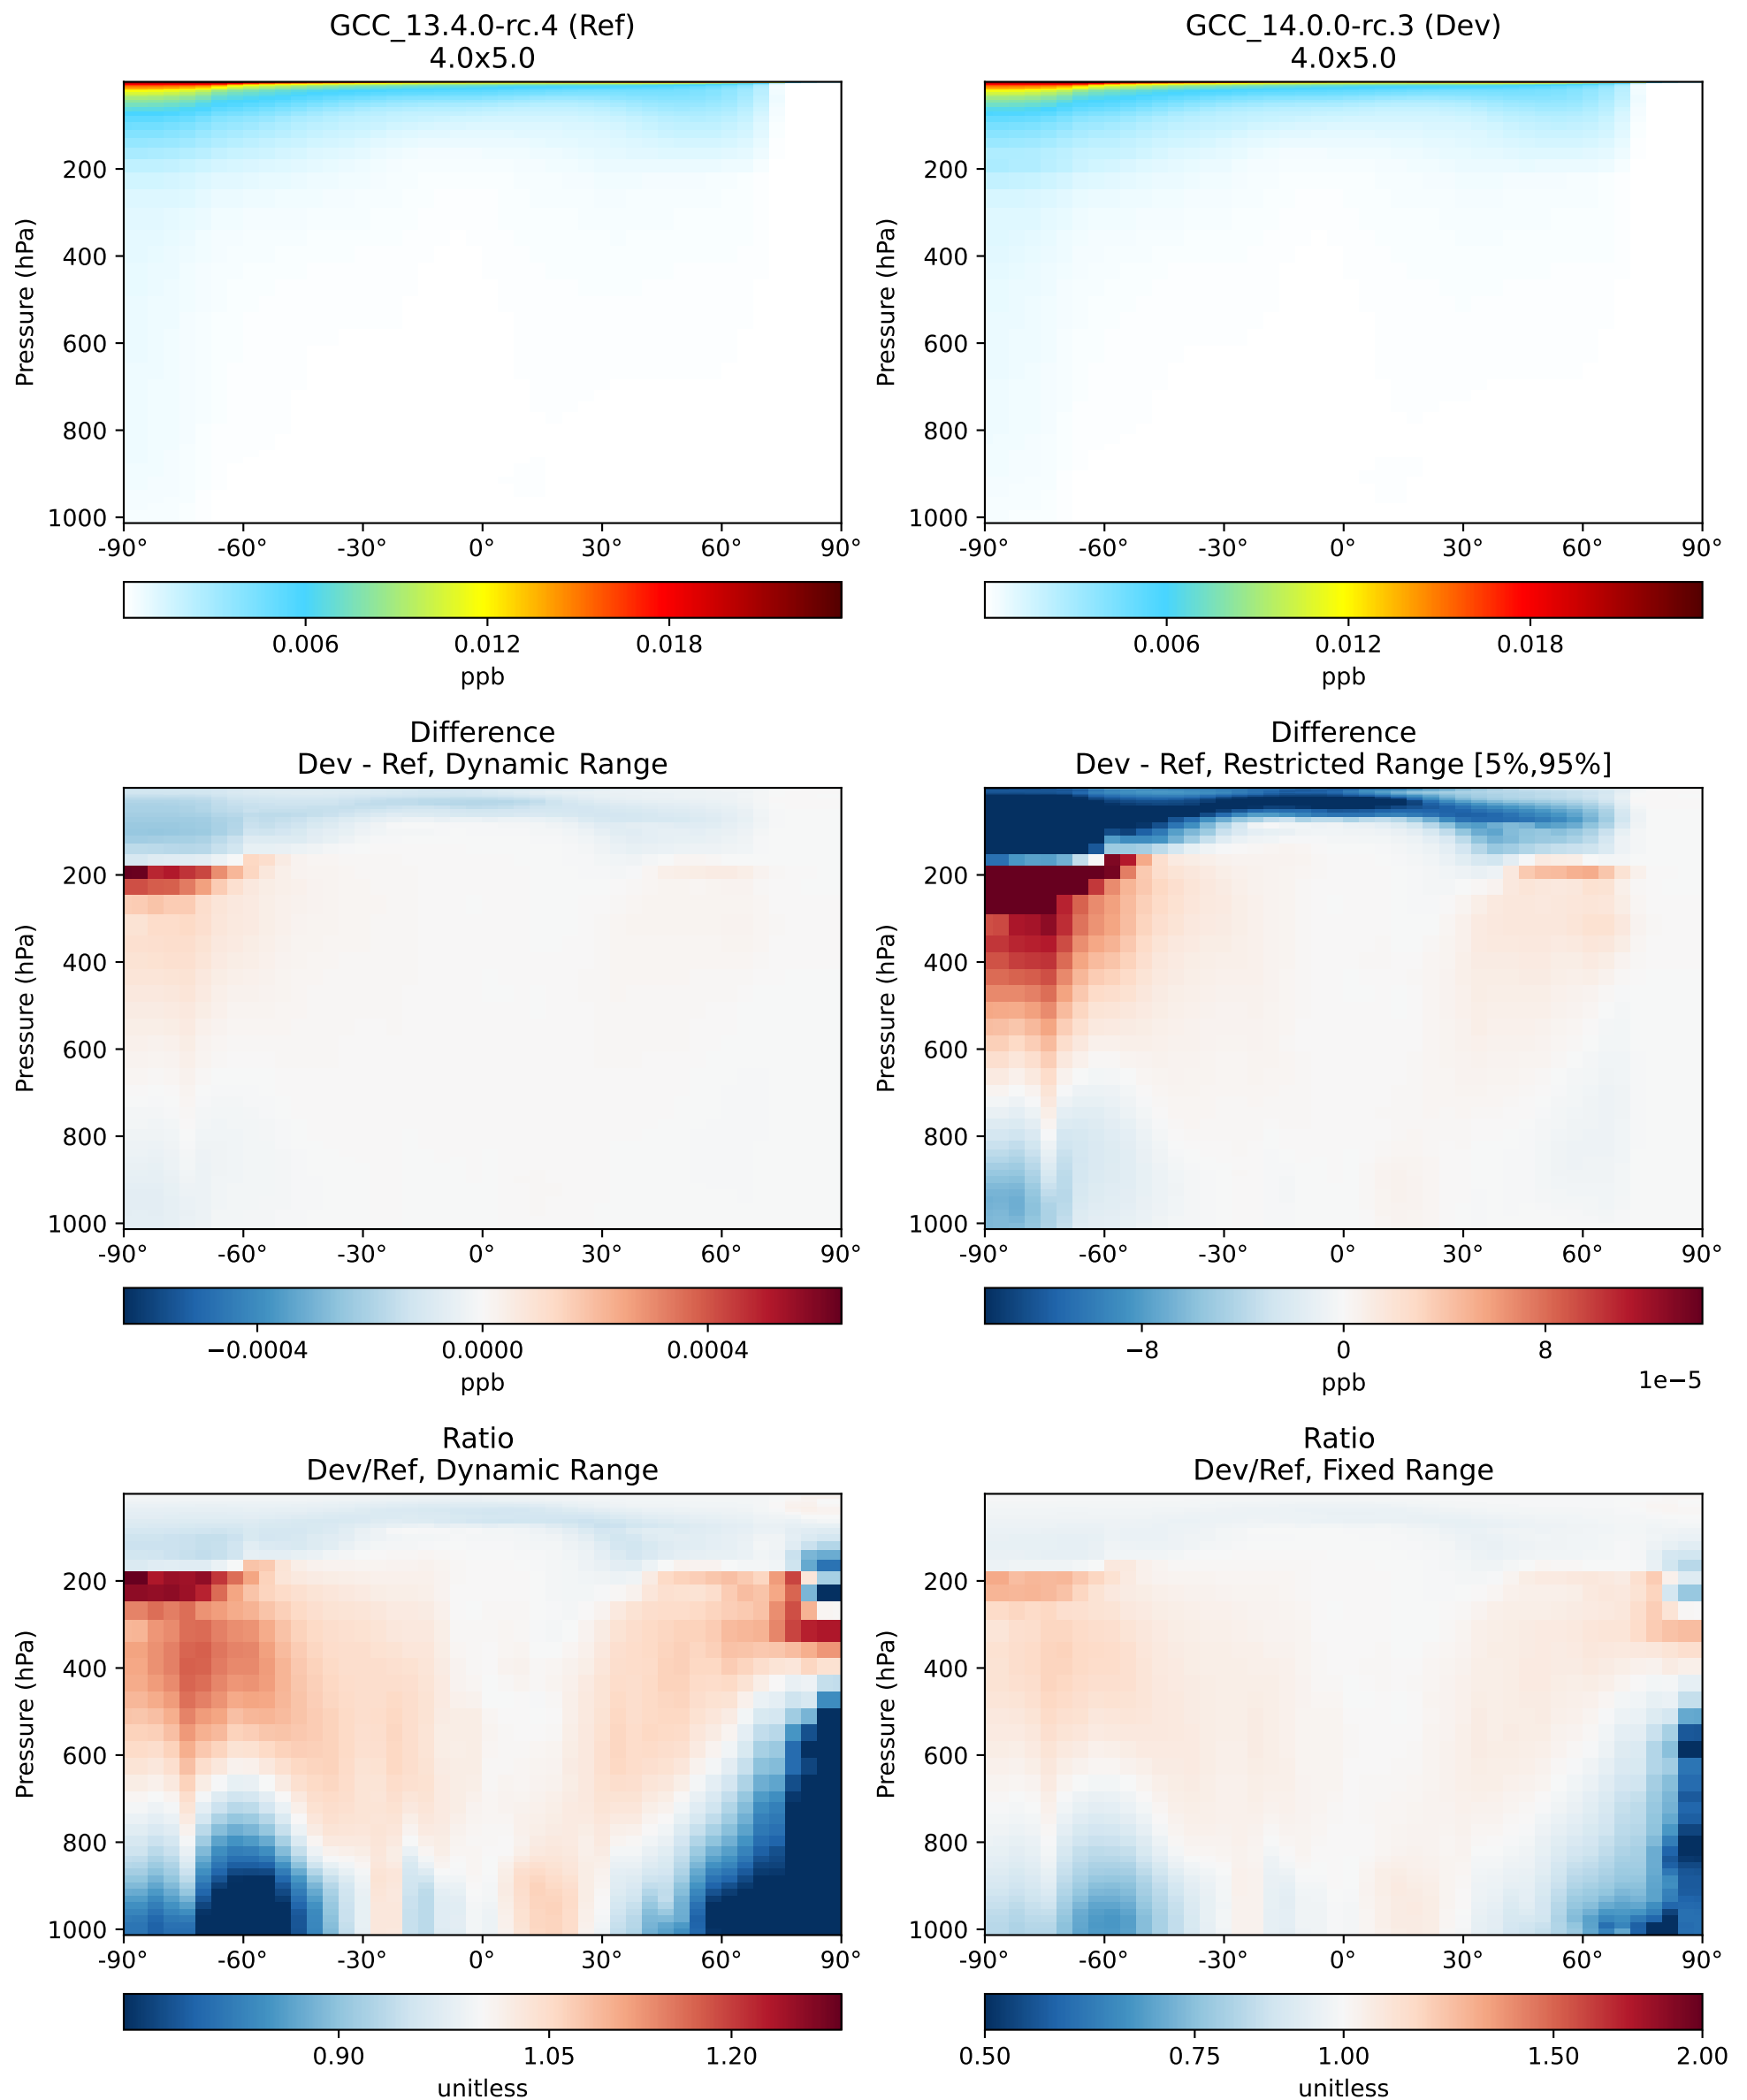 GCC_13.4.0-rc.4 (Ref)
4.0x5.0
Pressure (hPa)
200
400
600
800
1000
-90° -60° -30° 0° 30° 60° 90°
0.006 0.012 0.018
ppb
GCC_14.0.0-rc.3 (Dev)
4.0x5.0
Pressure (hPa)
200
400
600
800
1000
-90° -60° -30° 0° 30° 60° 90°
0.006 0.012 0.018
ppb
Difference
Dev - Ref, Dynamic Range
Pressure (hPa)
200
400
600
800
1000
-90° -60° -30° 0° 30° 60° 90°
−0.0004 0.0000 0.0004
ppb
Difference
Dev - Ref, Restricted Range [5%,95%]
Pressure (hPa)
200
400
600
800
1000
-90° -60° -30° 0° 30° 60° 90°
−8 0 8
ppb
1e−5
Ratio
Dev/Ref, Dynamic Range
Pressure (hPa)
200
400
600
800
1000
-90° -60° -30° 0° 30° 60° 90°
0.90 1.05 1.20
unitless
Ratio
Dev/Ref, Fixed Range
Pressure (hPa)
200
400
600
800
1000
-90° -60° -30° 0° 30° 60° 90°
0.50 0.75 1.00 1.50 2.00
unitless